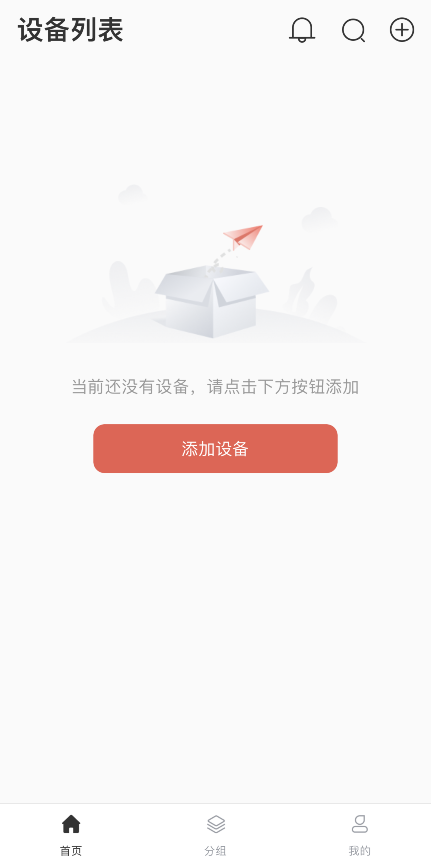 设备列表
当前还没有设备，请点击下方按钮添加
添加设备
首页
分组
我的